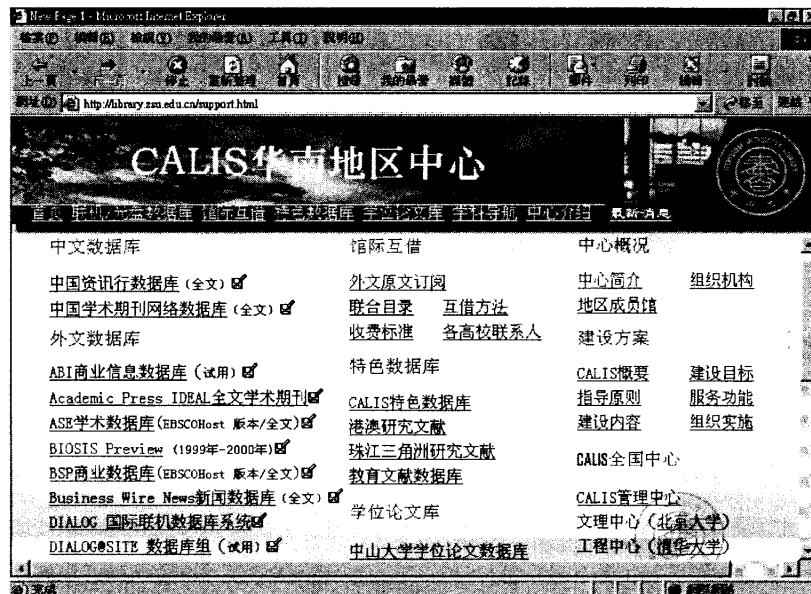 New Page 1 - Microsoft Internet Explorer
http://library.zsu.edu.cn/support.html
CALIS华南地区中心
最新消息
中文数据库
中国资讯行数据库（全文）
中国学术期刊网络数据库（全文）
外文数据库
ABI商业信息数据库（试用）
Academic Press IDEAL全文学术期刊
ASE学术数据库(EBSCOHost 版本/全文)
BIOSIS Preview (1999年-2000年)
BSP商业数据库(EBSCOHost 版本/全文)
Business Wire News新闻数据库（全文）
DIALOG 国际联机数据库系统
DIALOG@SITE 数据库组（试用）
馆际互借
外文原文订阅
联合目录 互借方法
收费标准 各高校联系人
特色数据库
CALIS特色数据库
港澳研究文献
珠江三角洲研究文献
教育文献数据库
学位论文库
中山大学学位论文数据库
中心概况
中心简介 组织机构
地区成员馆
建设方案
CALIS概要 建设目标
指导原则 服务功能
建设内容 组织实施
CALIS全国中心
CALIS管理中心
文理中心（北京大学）
工程中心（清华大学）
完成